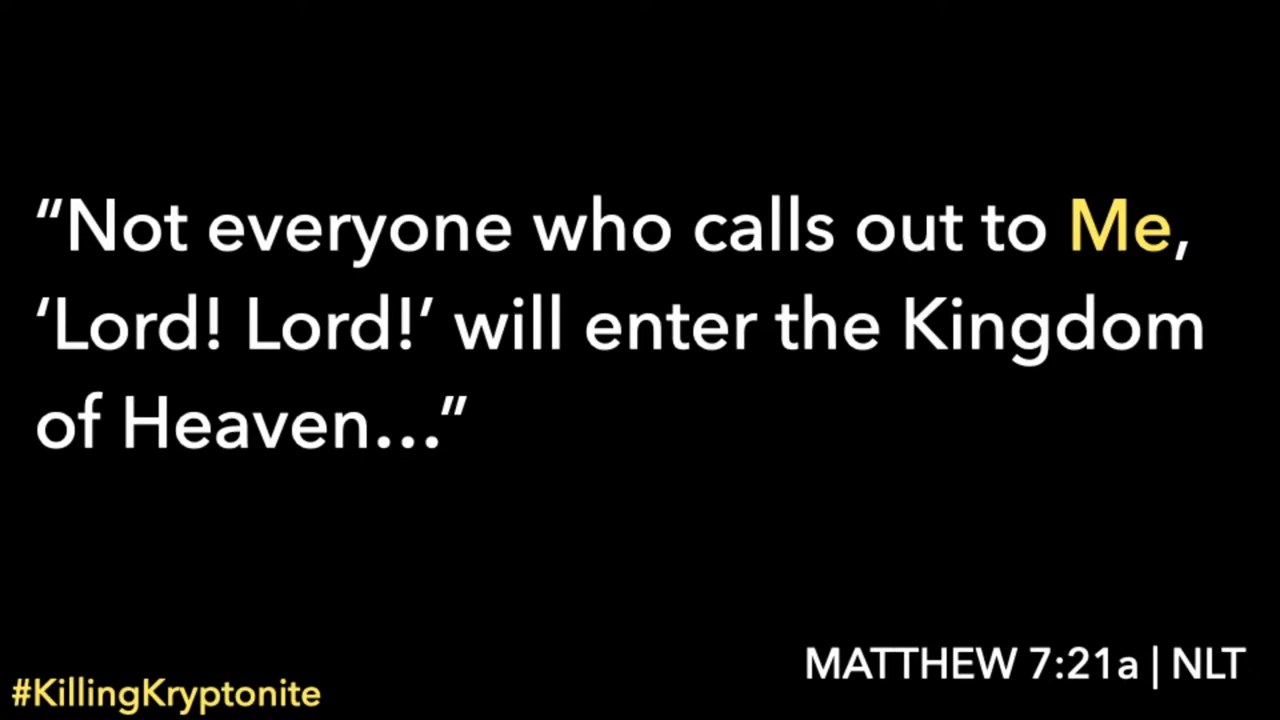 “Not everyone who calls out to Me,
‘Lord! Lord!’ will enter the Kingdom
of Heaven…”
MATTHEW 7:21a | NLT
#KillingKryptonite